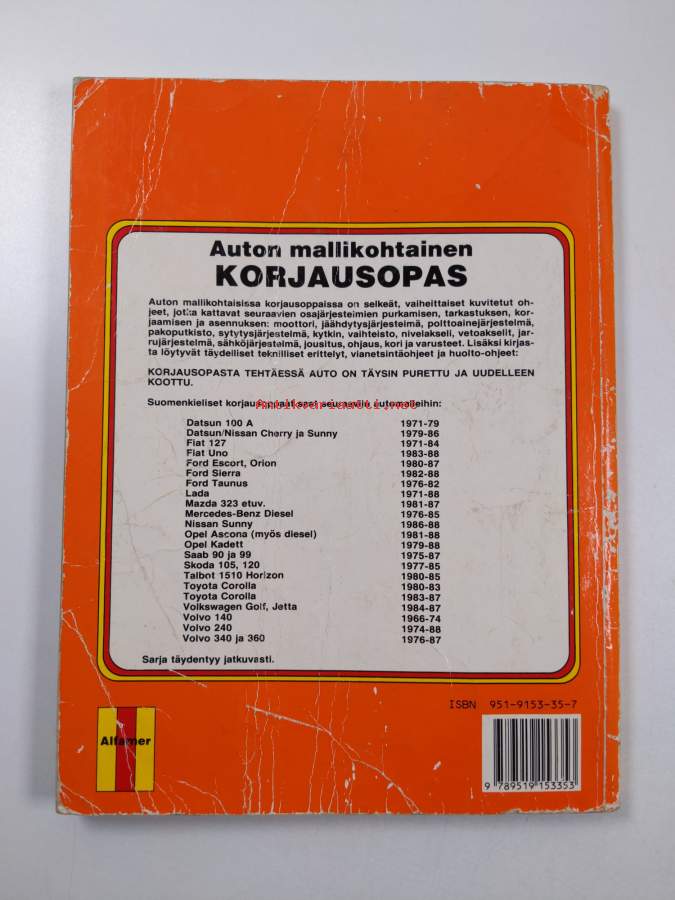 Auton mallikohtainen
KORJAUSOPAS
Auton mallikohtaisissa korjausoppaissa on selkeät, vaiheittaiset kuvitetut oh-
jeet, jotka kattavat seuraavien osajärjestelmien purkamisen, tarkastuksen, kor-
jaamisen ja asennuksen: moottori, jäähdytysjärjestelmä, polttoainejärjestelmä,
pakoputkisto, sytytysjärjestelmä, kytkin, vaihteisto, nivelakseli, vetoakselit, jar-
rujärjestelmä, sähköjärjestelmä, jousitus, ohjaus, kori ja varusteet. Lisäksi kirjas-
ta löytyvät täydelliset teknilliset erittelyt, vianetsintäohjeet ja huolto-ohjeet:
KORJAUSOPASTA TEHTÄESSÄ AUTO ON TÄYSIN PURETTU JA UUDELLEEN
KOOTTU.
Suomenkieliset korjausoppaat saat seuraaviin automalleihin:
Antikvariaatti.net
Datsun 100 A 1971-79
Datsun/Nissan Cherry ja Sunny 1979-86
Fiat 127 1971-84
Fiat Uno 1983-88
Ford Escort, Orion 1980-87
Ford Sierra 1982-88
Ford Taunus 1976-82
Lada 1971-88
Mazda 323 etuv. 1981-87
Mercedes-Benz Diesel 1976-85
Nissan Sunny 1986-88
Opel Ascona (myös diesel) 1981-88
Opel Kadett 1979-88
Saab 90 ja 99 1975-87
Skoda 105, 120 1977-85
Talbot 1510 Horizon 1980-85
Toyota Corolla 1980-83
Toyota Corolla 1983-87
Volkswagen Golf, Jetta 1984-87
Volvo 140 1966-74
Volvo 240 1974-88
Volvo 340 ja 360 1976-87
Sarja täydentyy jatkuvasti.
ISBN 951-9153-35-7
Alfamer
9 789519 153353